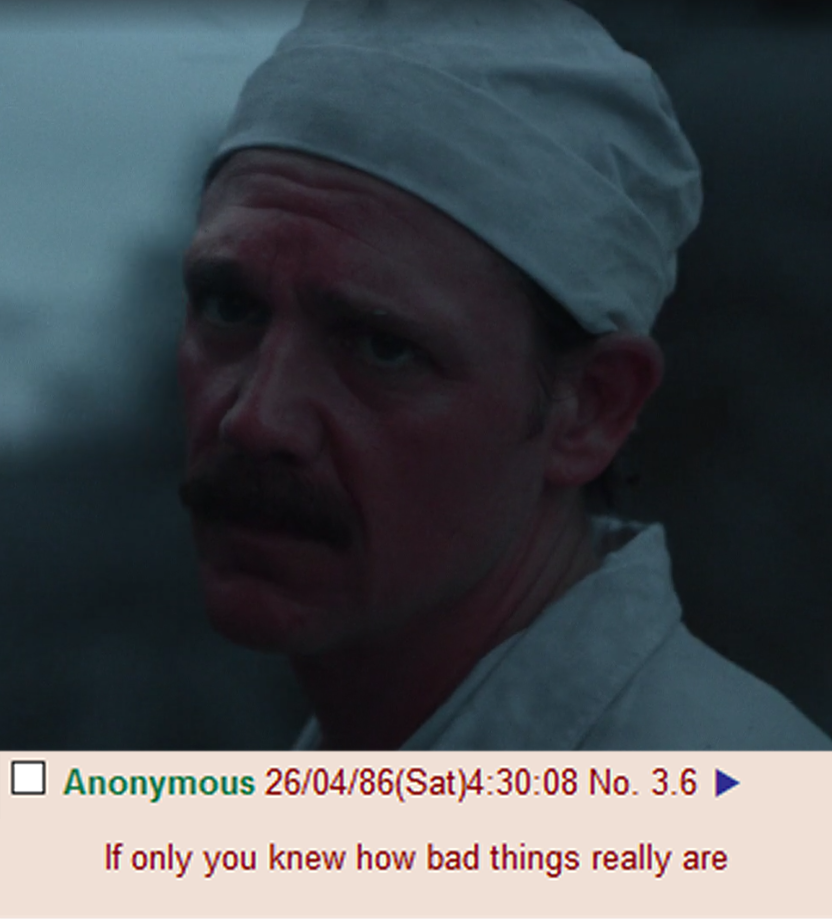 Anonymous 26/04/86(Sat)4:30:08 No. 3.6 ▶
If only you knew how bad things really are